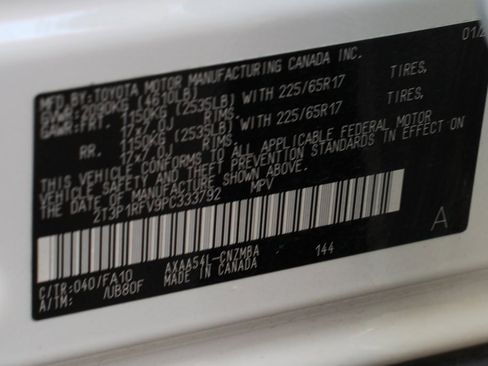 MFD.BY:TOYOTA MOTOR MANUFACTURING CANADA INC. 01/2
GVWR: 2090KG (4610LB)
GAWR:FRT. 1150KG (2535LB) WITH 225/65R17 TIRES,
17X7.0J RIMS,
RR. 1150KG (2535LB) WITH 225/65R17 TIRES,
17X7.0J RIMS.
THIS VEHICLE CONFORMS TO ALL APPLICABLE FEDERAL MOTOR
VEHICLE SAFETY AND THEFT PREVENTION STANDARDS IN EFFECT ON
THE DATE OF MANUFACTURE SHOWN ABOVE.
2T3P1RFV9PC333792 MPV
A
C/TR:040/FA10 AXAA54L-CNZMBA 144
A/TM: /UB80F MADE IN CANADA